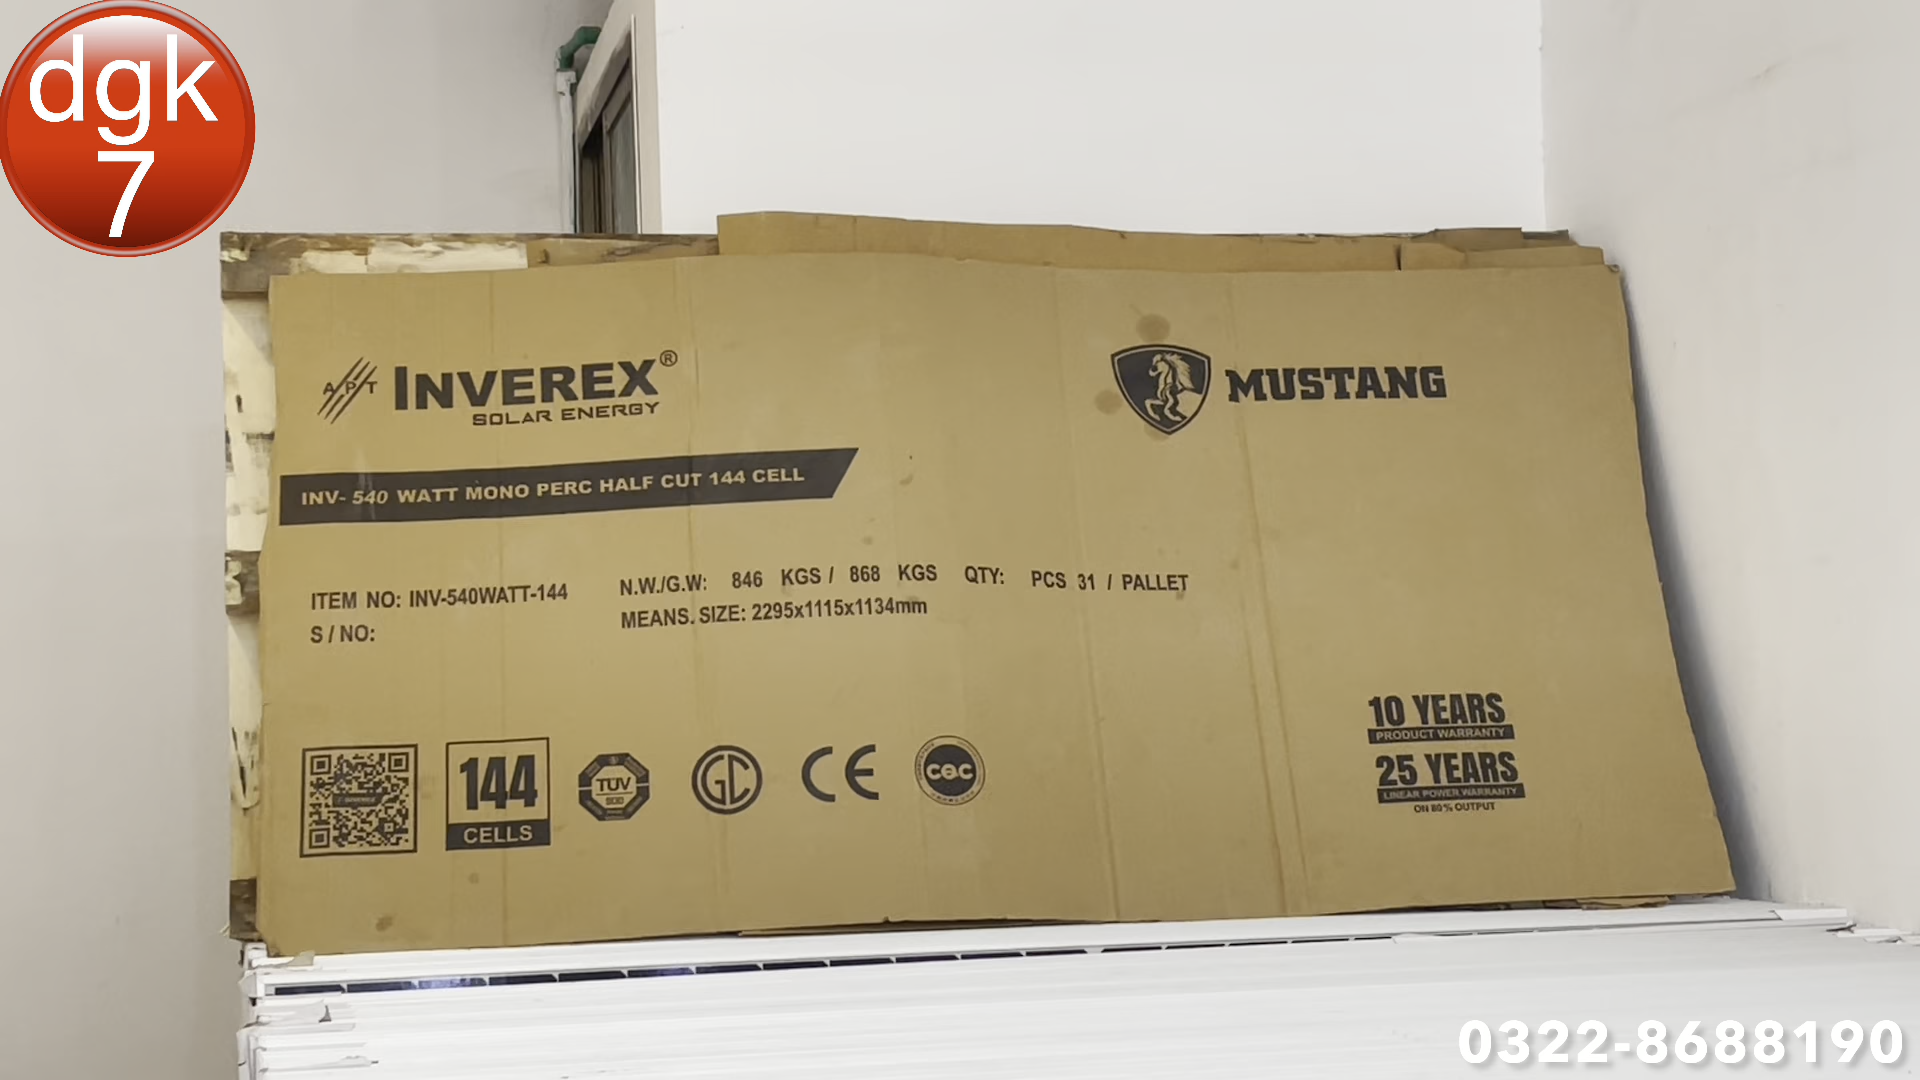 dgk
7
APT INVEREX®
SOLAR ENERGY
MUSTANG
INV- 540 WATT MONO PERC HALF CUT 144 CELL
ITEM NO: INV-540WATT-144
S / NO:
N.W./G.W: 846 KGS / 868 KGS QTY: PCS 31 / PALLET
MEANS. SIZE: 2295x1115x1134mm
10 YEARS
PRODUCT WARRANTY
25 YEARS
LINEAR POWER WARRANTY
ON 80% OUTPUT
144
CELLS
TUV
GC
CE
COC
0322-8688190